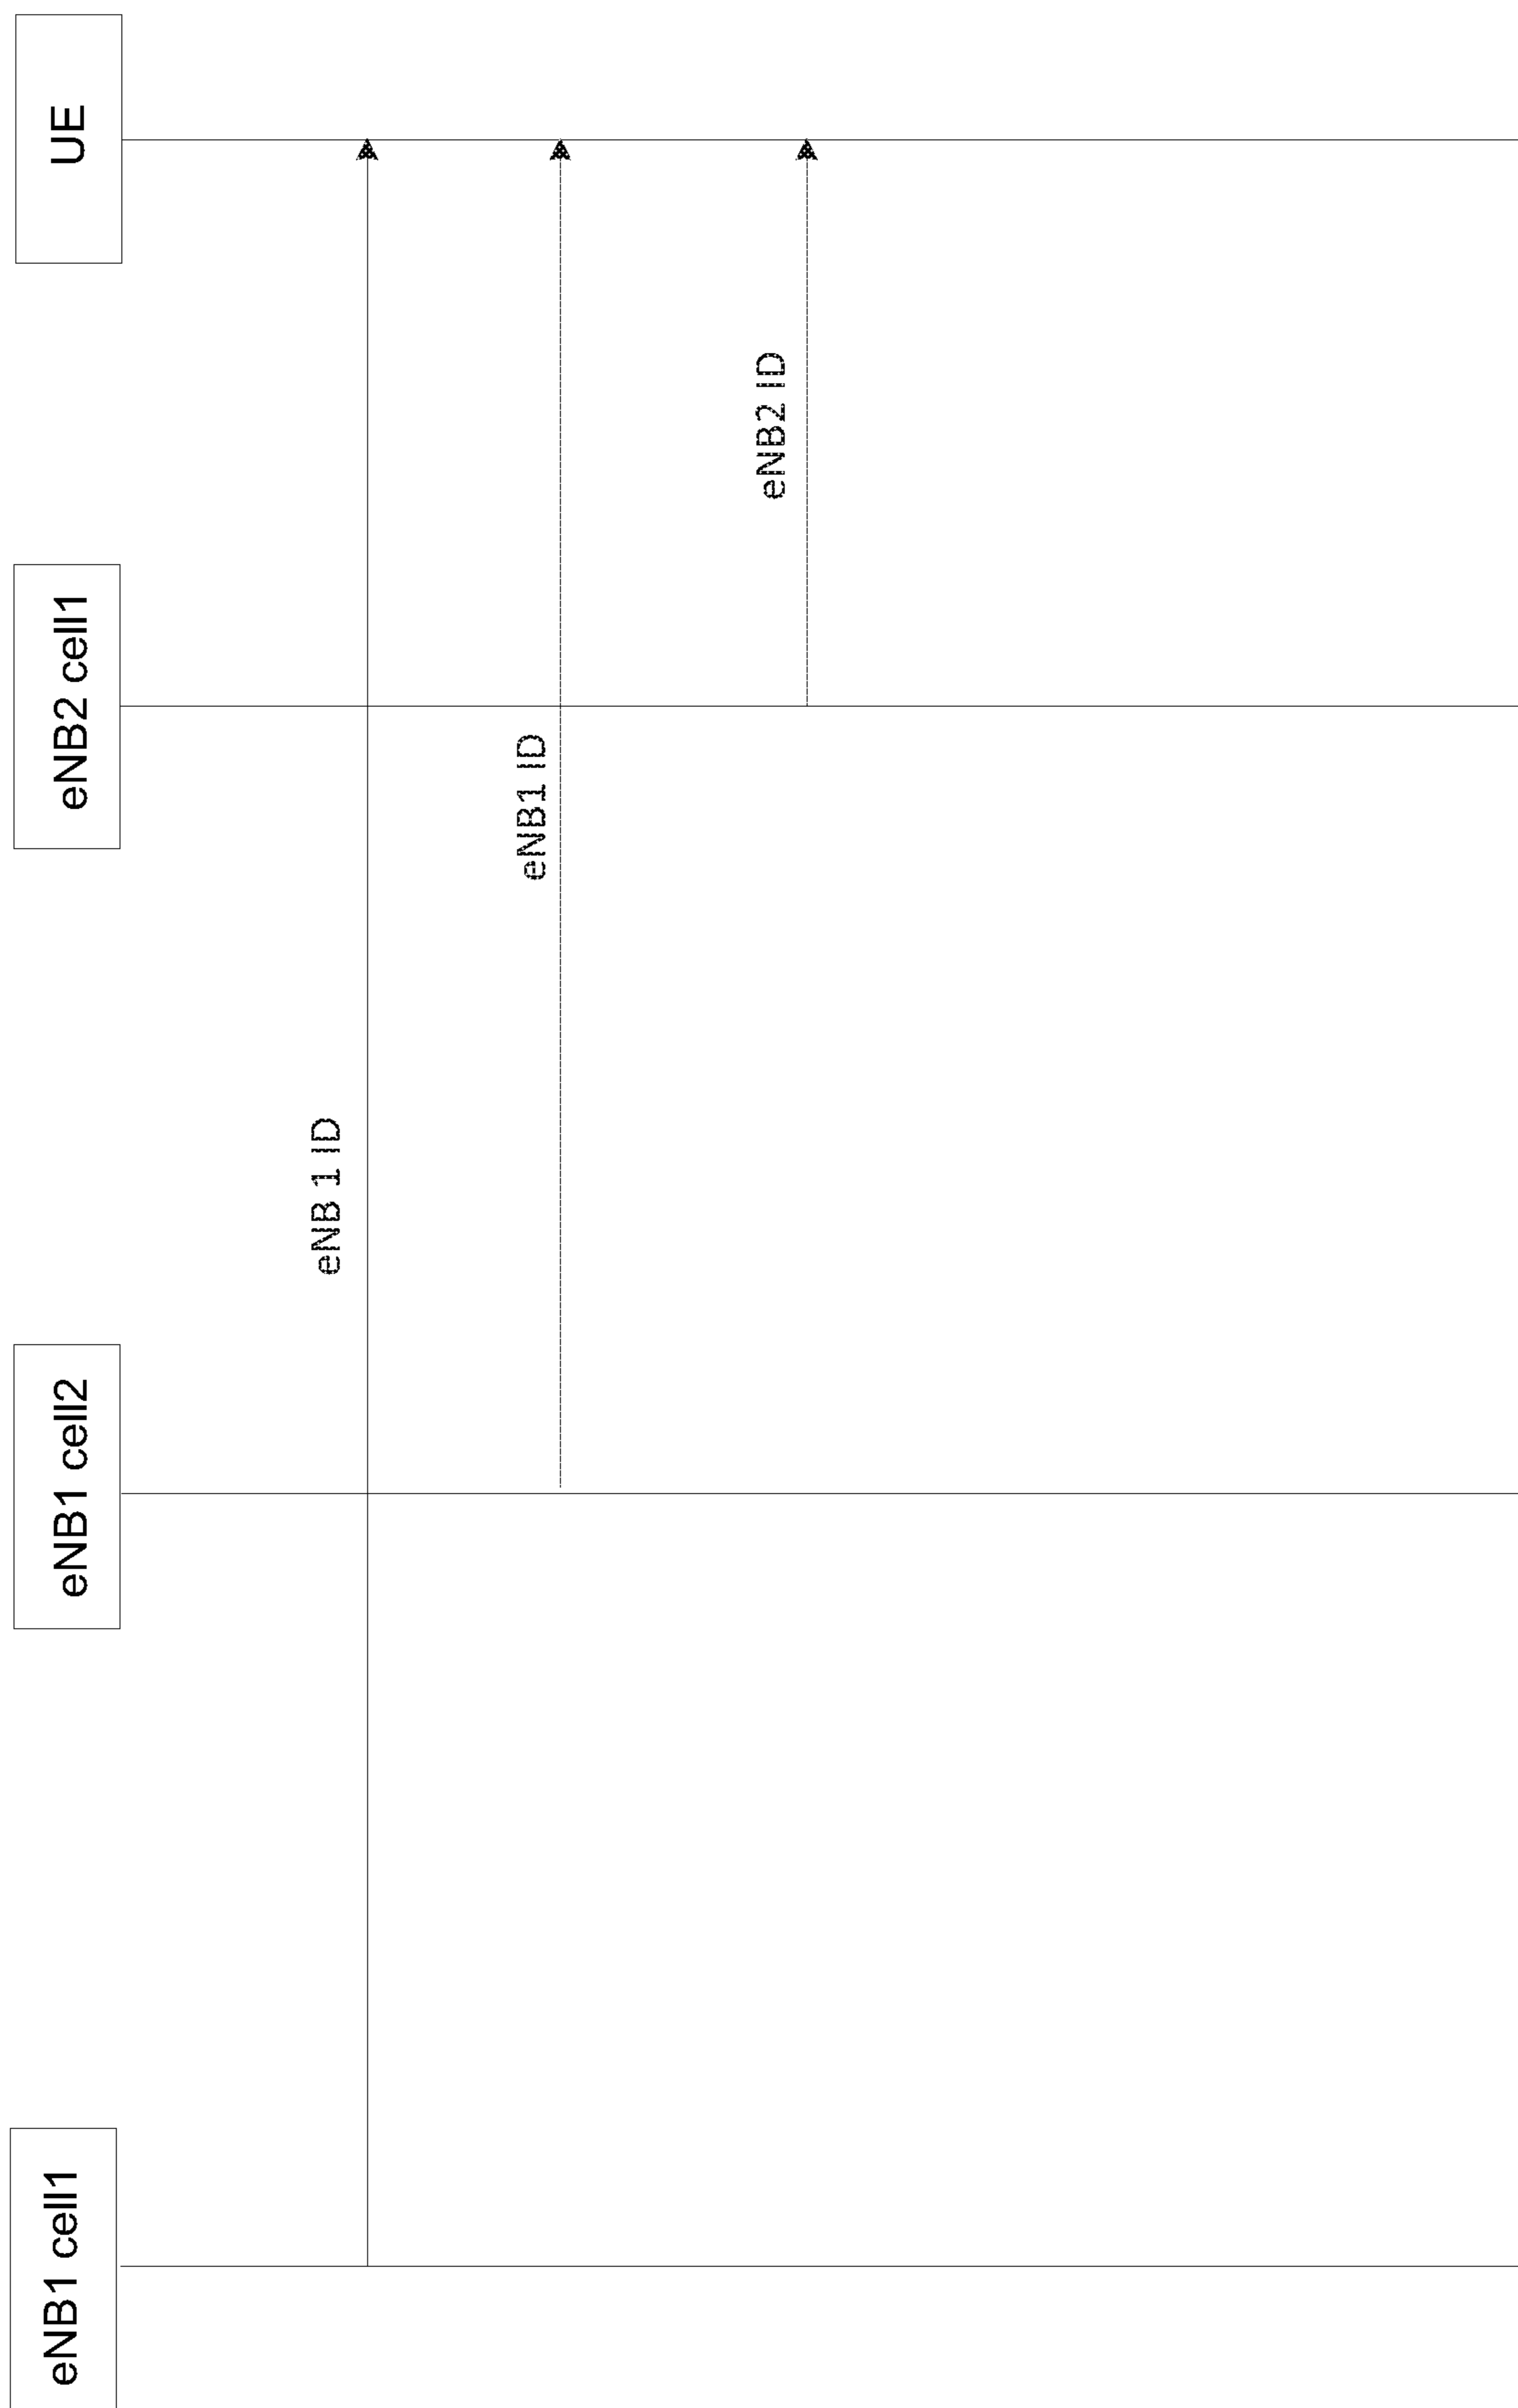 eNB1 cell1
eNB1 cell2
eNB2 cell1
UE
eNB 1 ID
eNB1 ID
eNB2 ID